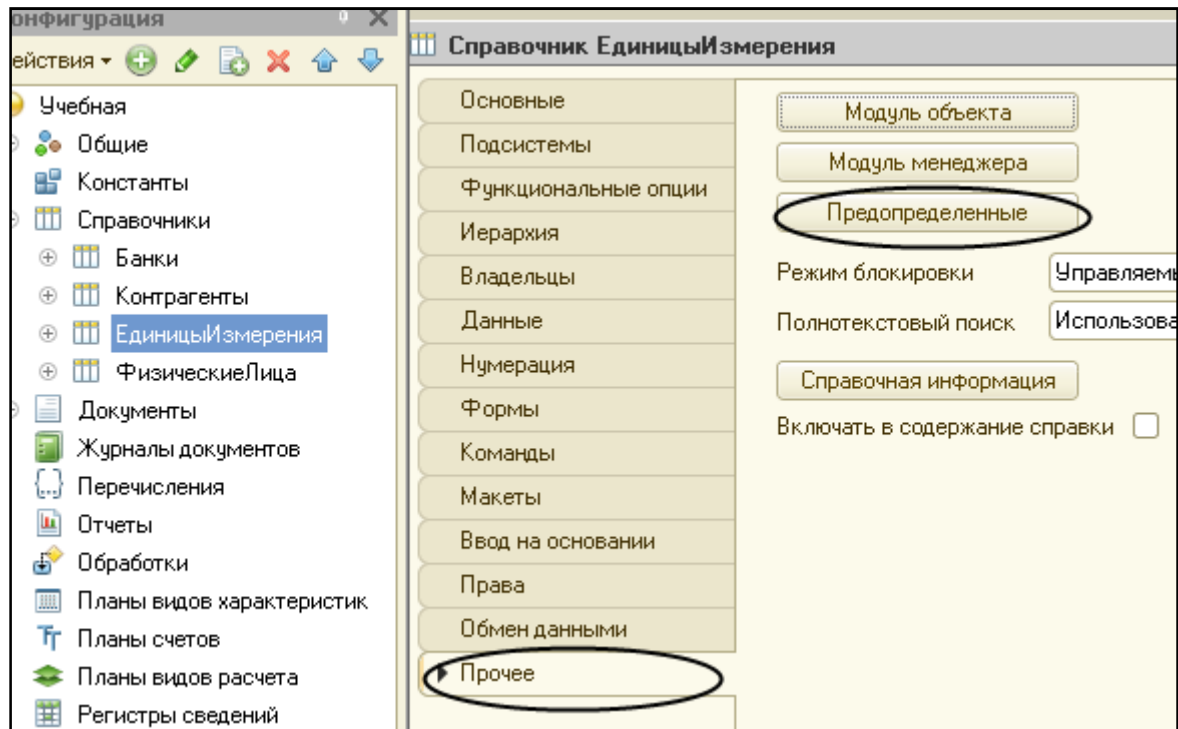 онфигурация
ействия
Учебная
Общие
Константы
Справочники
Банки
Контрагенты
ЕдиницыИзмерения
ФизическиеЛица
Документы
Журналы документов
Перечисления
Отчеты
Обработки
Планы видов характеристик
Планы счетов
Планы видов расчета
Регистры сведений
Справочник ЕдиницыИзмерения
Основные
Подсистемы
Функциональные опции
Иерархия
Владельцы
Данные
Нумерация
Формы
Команды
Макеты
Ввод на основании
Права
Обмен данными
Прочее
Модуль объекта
Модуль менеджера
Предопределенные
Режим блокировки Управляемы
Полнотекстовый поиск Использова
Справочная информация
Включать в содержание справки